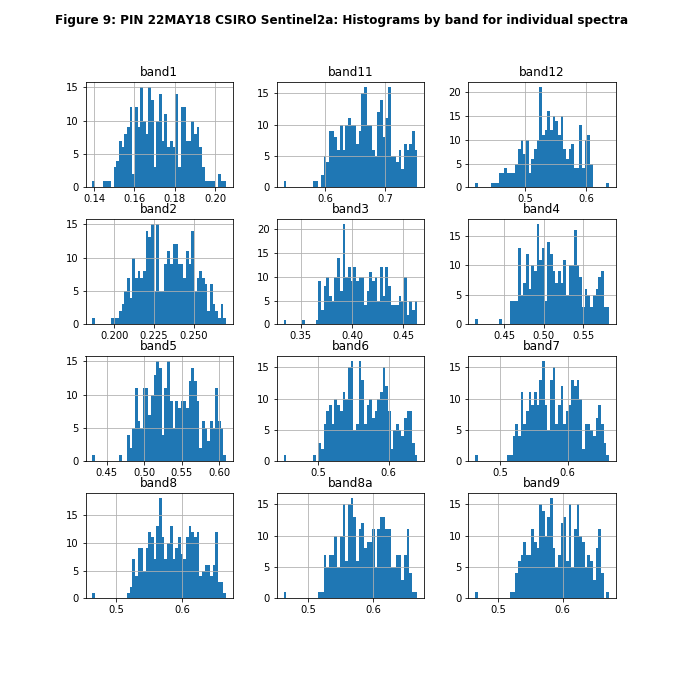 Figure 9: PIN 22MAY18 CSIRO Sentinel2a: Histograms by band for individual spectra
band1 band11 band12
15 10 5 0
0.14 0.16 0.18 0.20
15 10 5 0
0.6 0.7
20 15 10 5 0
0.5 0.6
band2 band3 band4
15 10 5 0
0.200 0.225 0.250
20 15 10 5 0
0.35 0.40 0.45
15 10 5 0
0.45 0.50 0.55
band5 band6 band7
15 10 5 0
0.45 0.50 0.55 0.60
15 10 5 0
0.5 0.6
15 10 5 0
0.5 0.6
band8 band8a band9
15 10 5 0
0.5 0.6
15 10 5 0
0.5 0.6
15 10 5 0
0.5 0.6